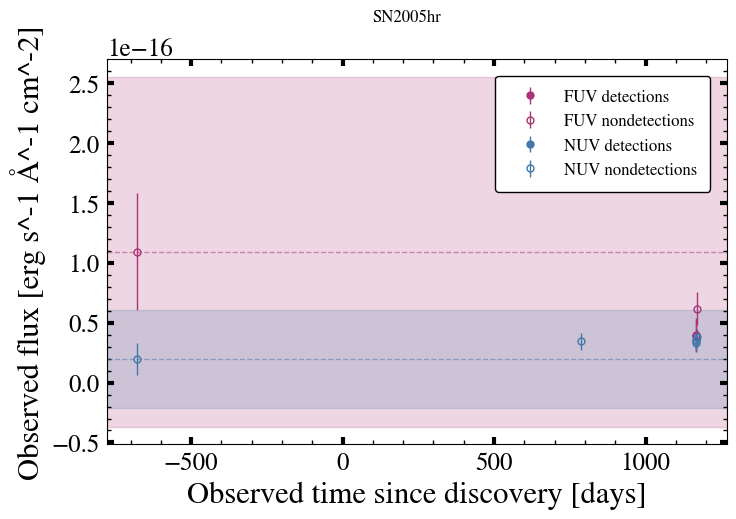 SN2005hr
1e−16
2.5
2.0
1.5
1.0
0.5
0.0
−0.5
Observed flux [erg s^-1 Å^-1 cm^-2]
FUV detections
FUV nondetections
NUV detections
NUV nondetections
−500 0 500 1000
Observed time since discovery [days]